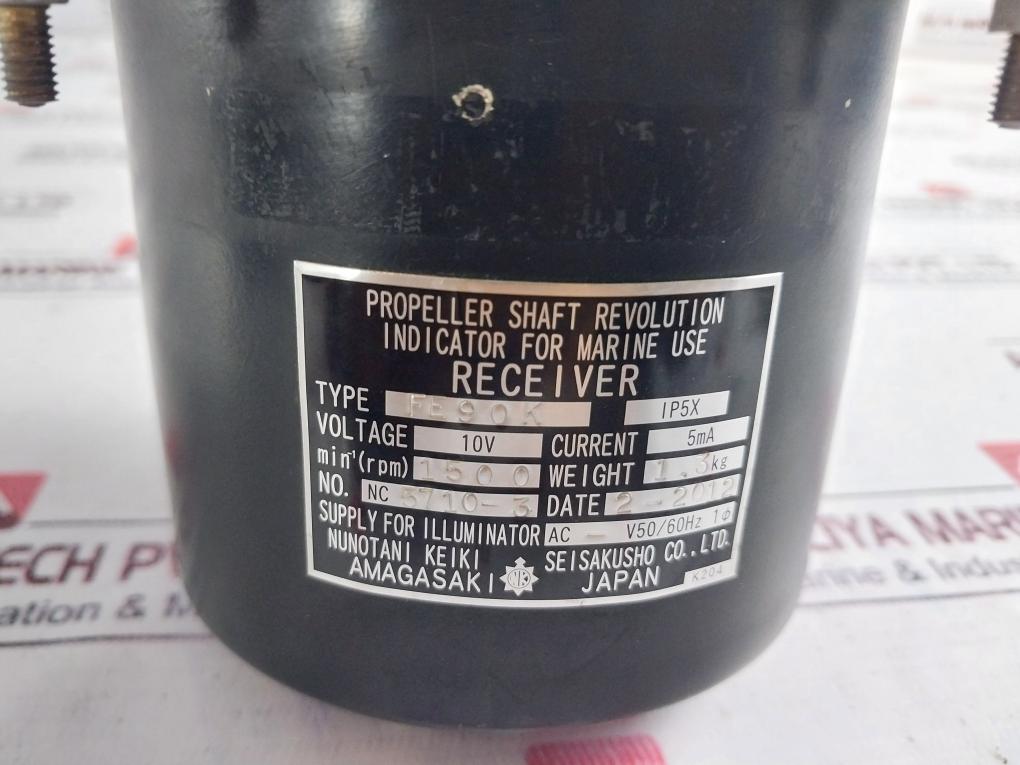 PROPELLER SHAFT REVOLUTION
INDICATOR FOR MARINE USE
RECEIVER
TYPE FE90K IP5X
VOLTAGE 10V CURRENT 5mA
min⁻¹(rpm) 1500 WEIGHT 1.3kg
NO. NC 5710-3 DATE 2-2012
SUPPLY FOR ILLUMINATOR AC - V50/60Hz 1φ
NUNOTANI KEIKI SEISAKUSHO CO.,LTD.
AMAGASAKI NK JAPAN K204